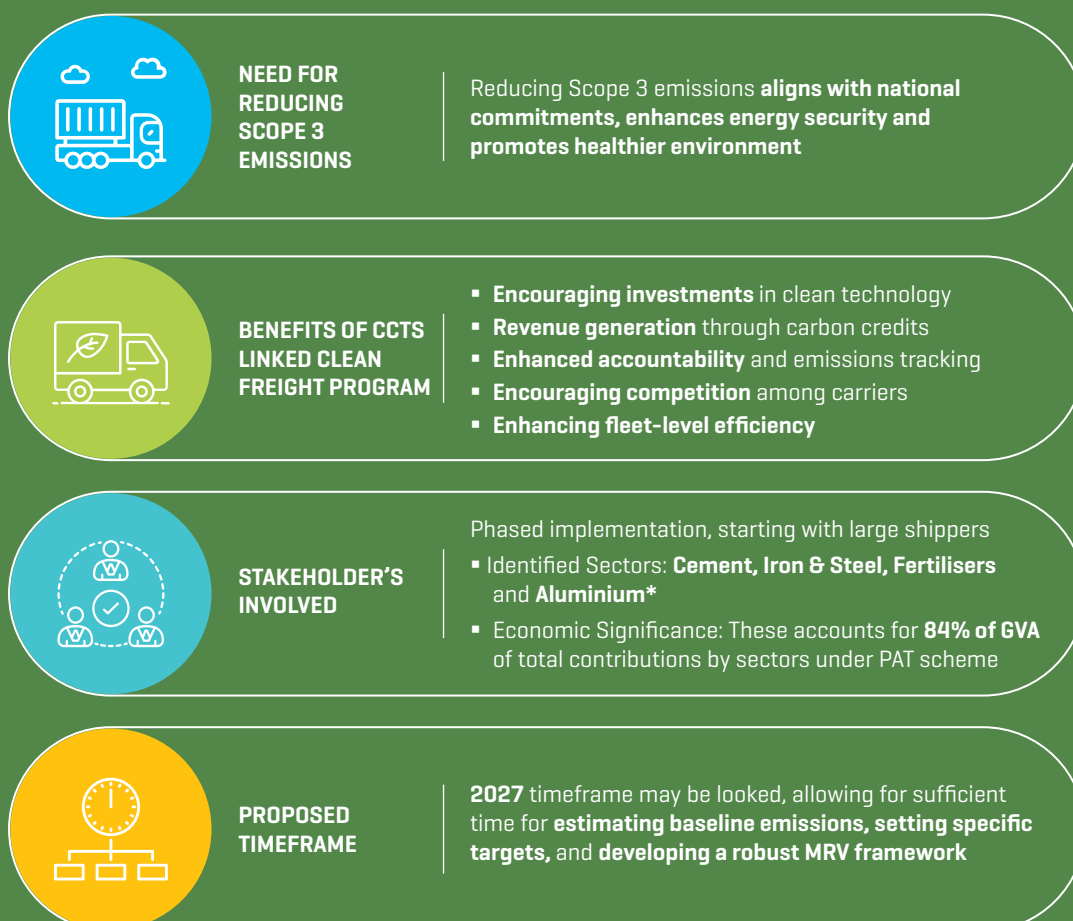 NEED FOR
REDUCING
SCOPE 3
EMISSIONS
Reducing Scope 3 emissions aligns with national
commitments, enhances energy security and
promotes healthier environment
BENEFITS OF CCTS
LINKED CLEAN
FREIGHT PROGRAM
▪ Encouraging investments in clean technology
▪ Revenue generation through carbon credits
▪ Enhanced accountability and emissions tracking
▪ Encouraging competition among carriers
▪ Enhancing fleet-level efficiency
STAKEHOLDER'S
INVOLVED
Phased implementation, starting with large shippers
▪ Identified Sectors: Cement, Iron & Steel, Fertilisers
and Aluminium*
▪ Economic Significance: These accounts for 84% of GVA
of total contributions by sectors under PAT scheme
PROPOSED
TIMEFRAME
2027 timeframe may be looked, allowing for sufficient
time for estimating baseline emissions, setting specific
targets, and developing a robust MRV framework